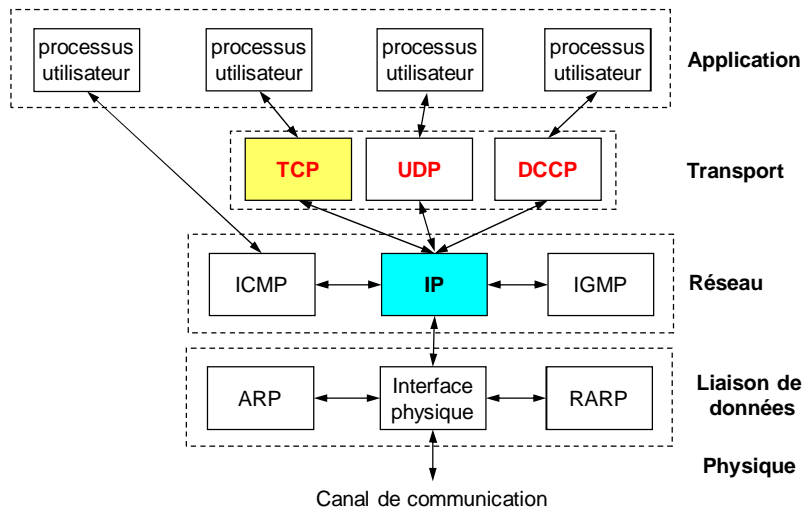 processus
utilisateur
processus
utilisateur
processus
utilisateur
processus
utilisateur
Application
TCP
UDP
DCCP
Transport
ICMP
IP
IGMP
Réseau
ARP
Interface
physique
RARP
Liaison de
données
Physique
Canal de communication